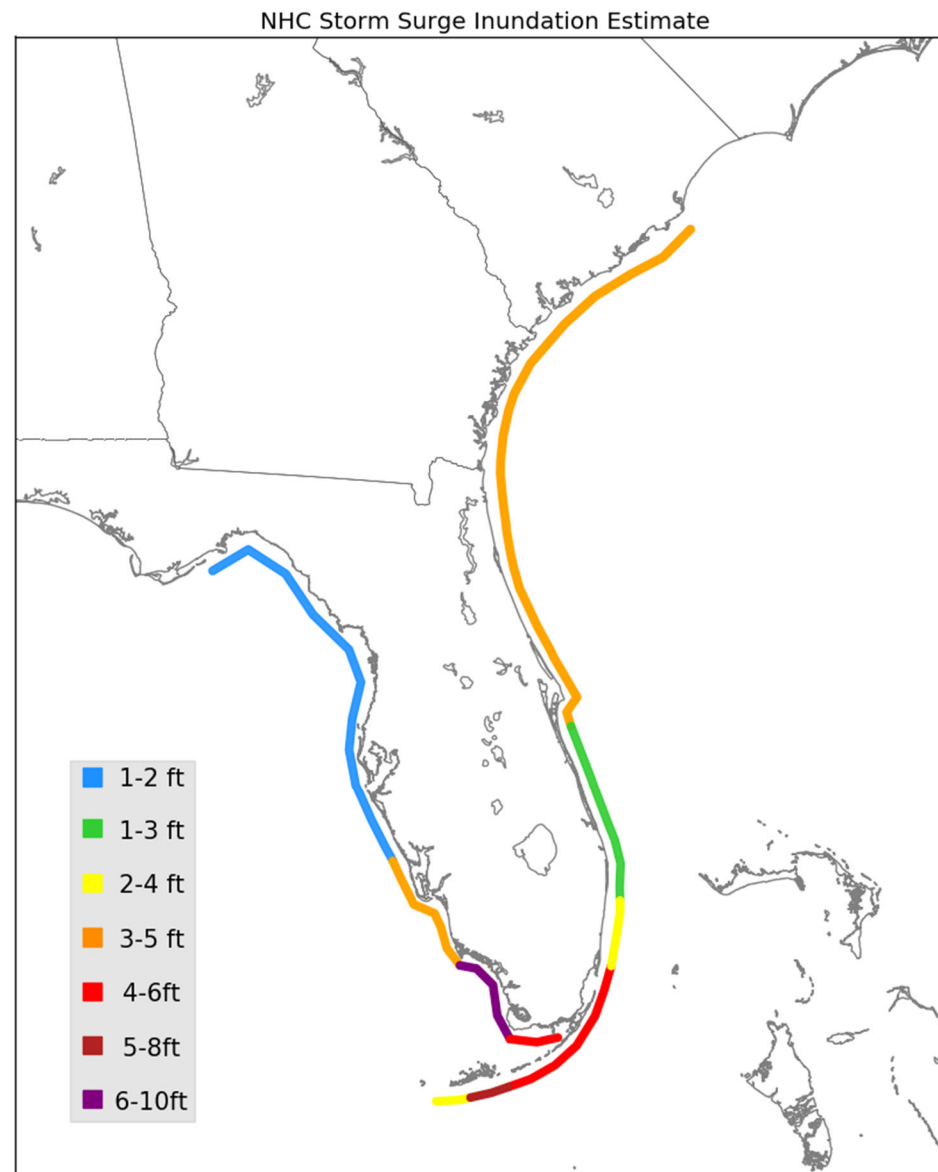 NHC Storm Surge Inundation Estimate
1-2 ft
1-3 ft
2-4 ft
3-5 ft
4-6ft
5-8ft
6-10ft